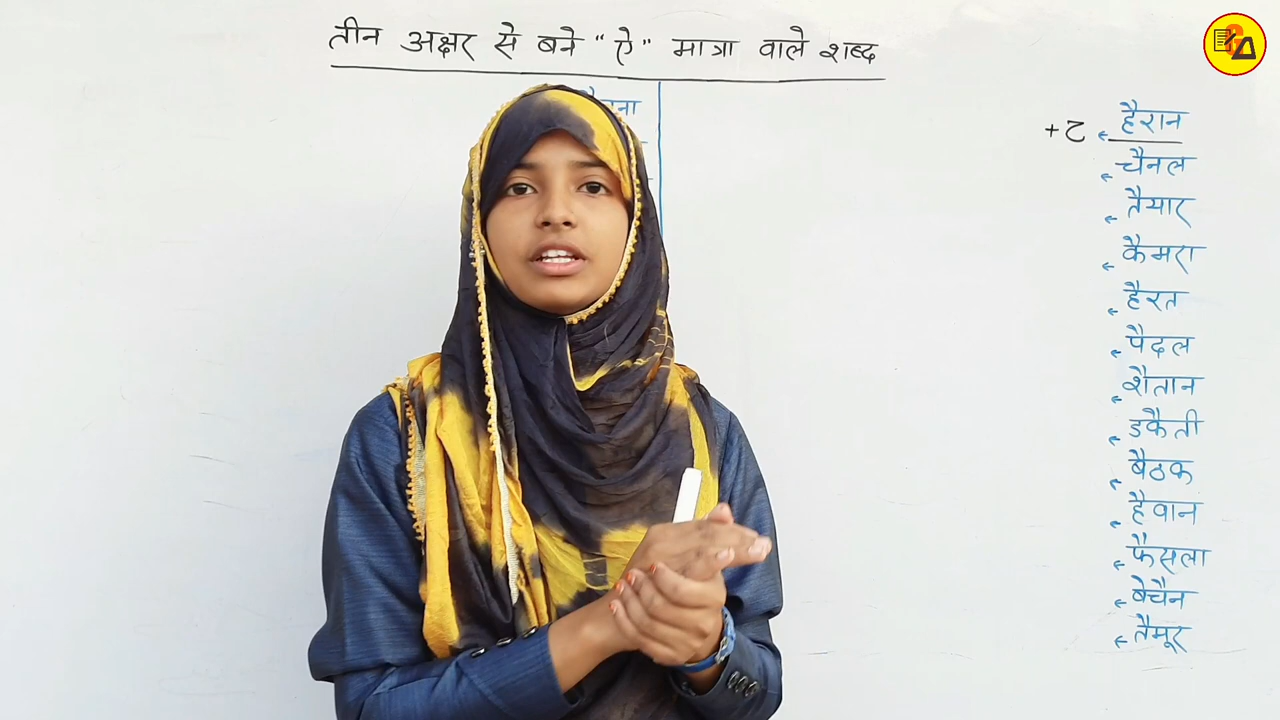 तीन अक्षर से बने "ऐ" मात्रा वाले शब्द
हैरान
चैनल
तैयार
कैमरा
हैरत
पैदल
शैतान
डकैती
बैठक
हैवान
फैसला
बेचैन
तैमूर